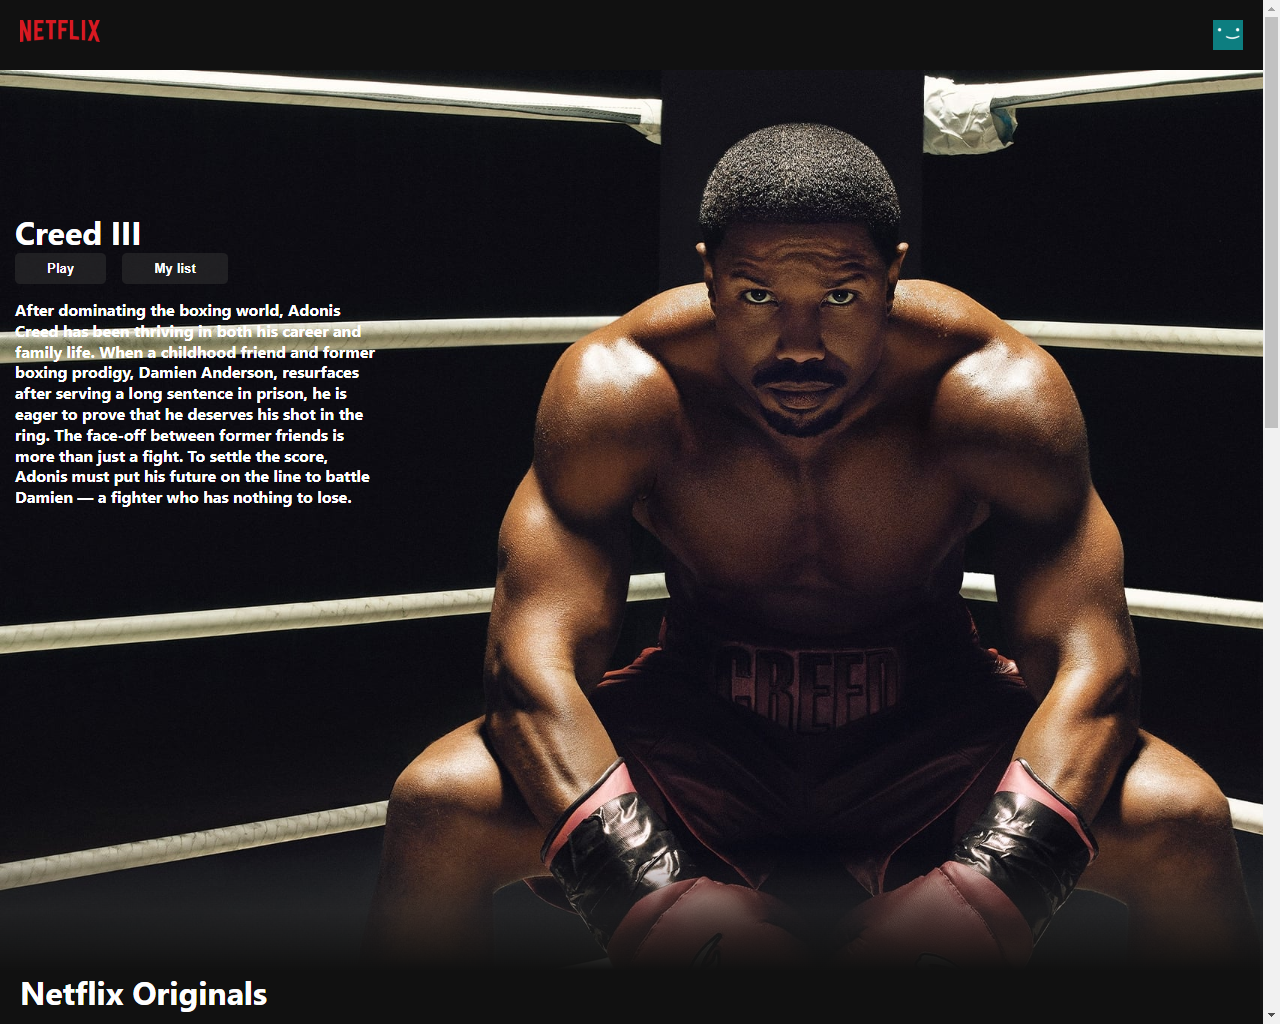 NETFLIX
Creed III
Play
My list
After dominating the boxing world, Adonis
Creed has been thriving in both his career and
family life. When a childhood friend and former
boxing prodigy, Damien Anderson, resurfaces
after serving a long sentence in prison, he is
eager to prove that he deserves his shot in the
ring. The face-off between former friends is
more than just a fight. To settle the score,
Adonis must put his future on the line to battle
Damien — a fighter who has nothing to lose.
CREED
Netflix Originals